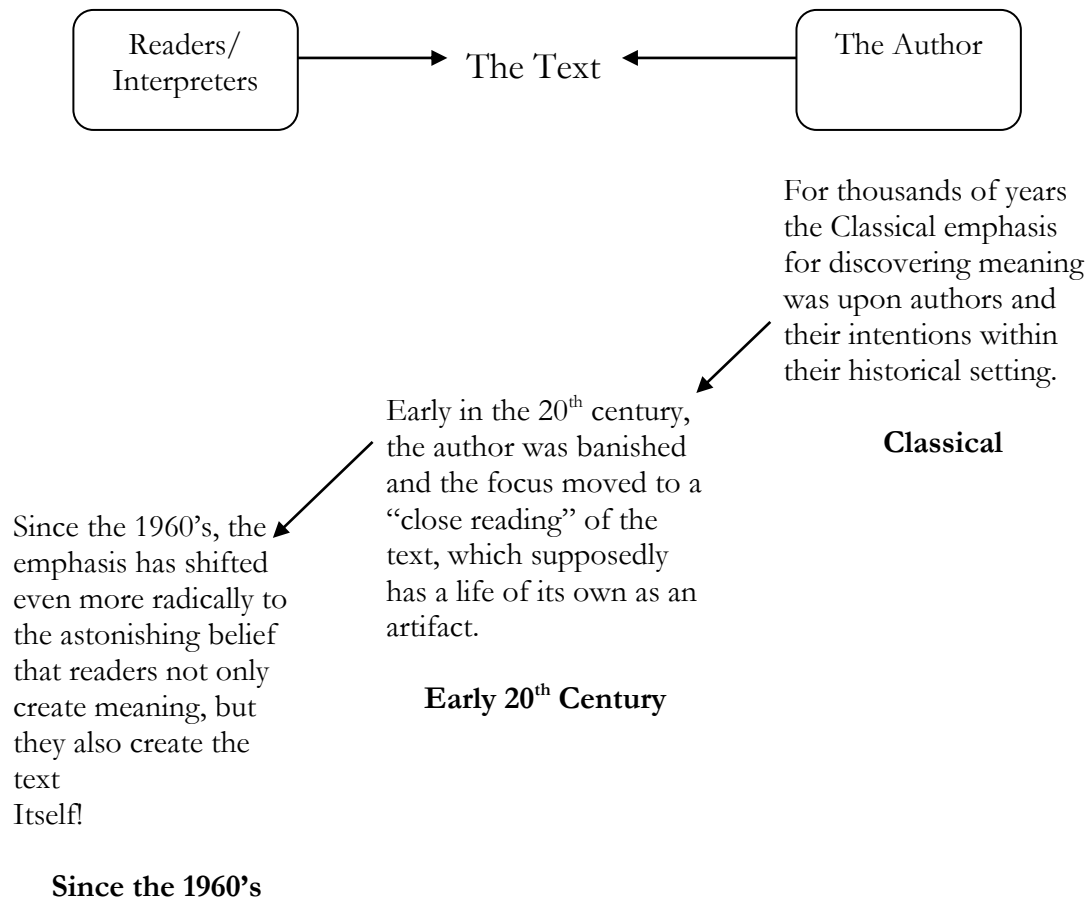 Readers/
Interpreters
The Text
The Author
For thousands of years
the Classical emphasis
for discovering meaning
was upon authors and
their intentions within
their historical setting.
Classical
Early in the 20th century,
the author was banished
and the focus moved to a
“close reading” of the
text, which supposedly
has a life of its own as an
artifact.
Early 20th Century
Since the 1960’s, the
emphasis has shifted
even more radically to
the astonishing belief
that readers not only
create meaning, but
they also create the
text
Itself!
Since the 1960’s